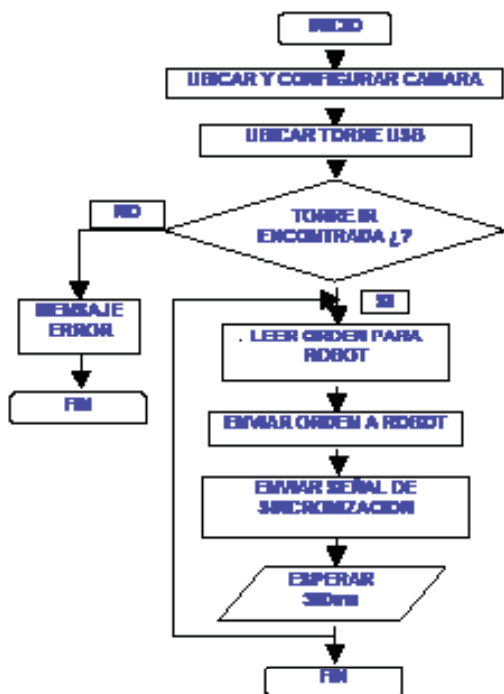 INICIO
UBICAR Y CONFIGURAR CAMARA
UBICAR TORRE USB
TORRE IR
ENCONTRADA ¿?
NO
SI
MENSAJE
ERROR
FIN
. LEER ORDEN PARA
ROBOT
ENVIAR ORDEN A ROBOT
ENVIAR SEÑAL DE
SINCRONIZACION
ESPERAR
FIN